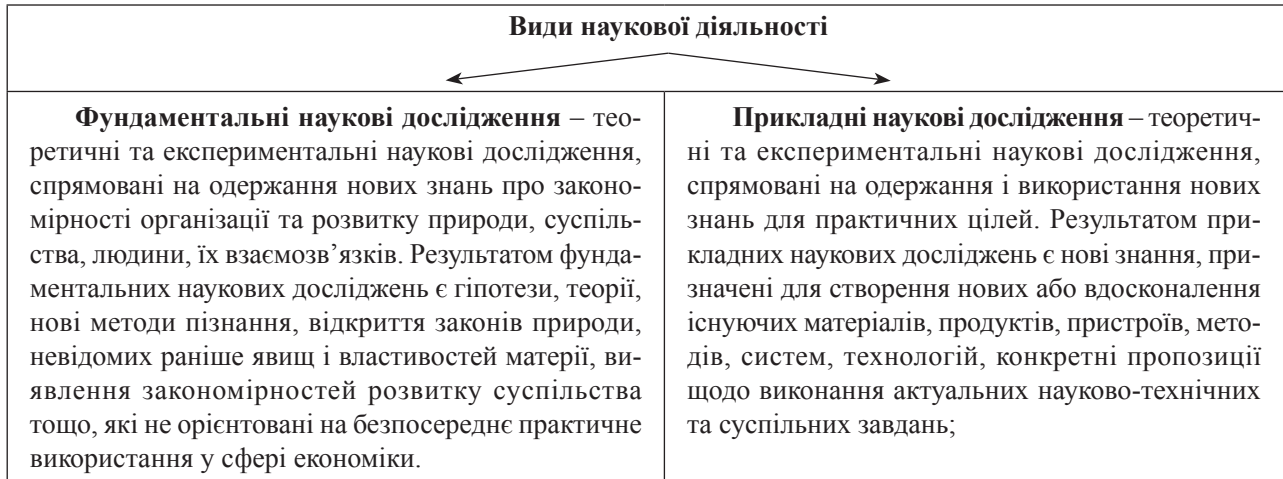 Види наукової діяльності
Фундаментальні наукові дослідження – тео-
ретичні та експериментальні наукові дослідження,
спрямовані на одержання нових знань про законо-
мірності організації та розвитку природи, суспіль-
ства, людини, їх взаємозв’язків. Результатом фунда-
ментальних наукових досліджень є гіпотези, теорії,
нові методи пізнання, відкриття законів природи,
невідомих раніше явищ і властивостей матерії, ви-
явлення закономірностей розвитку суспільства
тощо, які не орієнтовані на безпосереднє практичне
використання у сфері економіки.
Прикладні наукові дослідження – теоретич-
ні та експериментальні наукові дослідження,
спрямовані на одержання і використання нових
знань для практичних цілей. Результатом при-
кладних наукових досліджень є нові знання, при-
значені для створення нових або вдосконалення
існуючих матеріалів, продуктів, пристроїв, мето-
дів, систем, технологій, конкретні пропозиції
щодо виконання актуальних науково-технічних
та суспільних завдань;